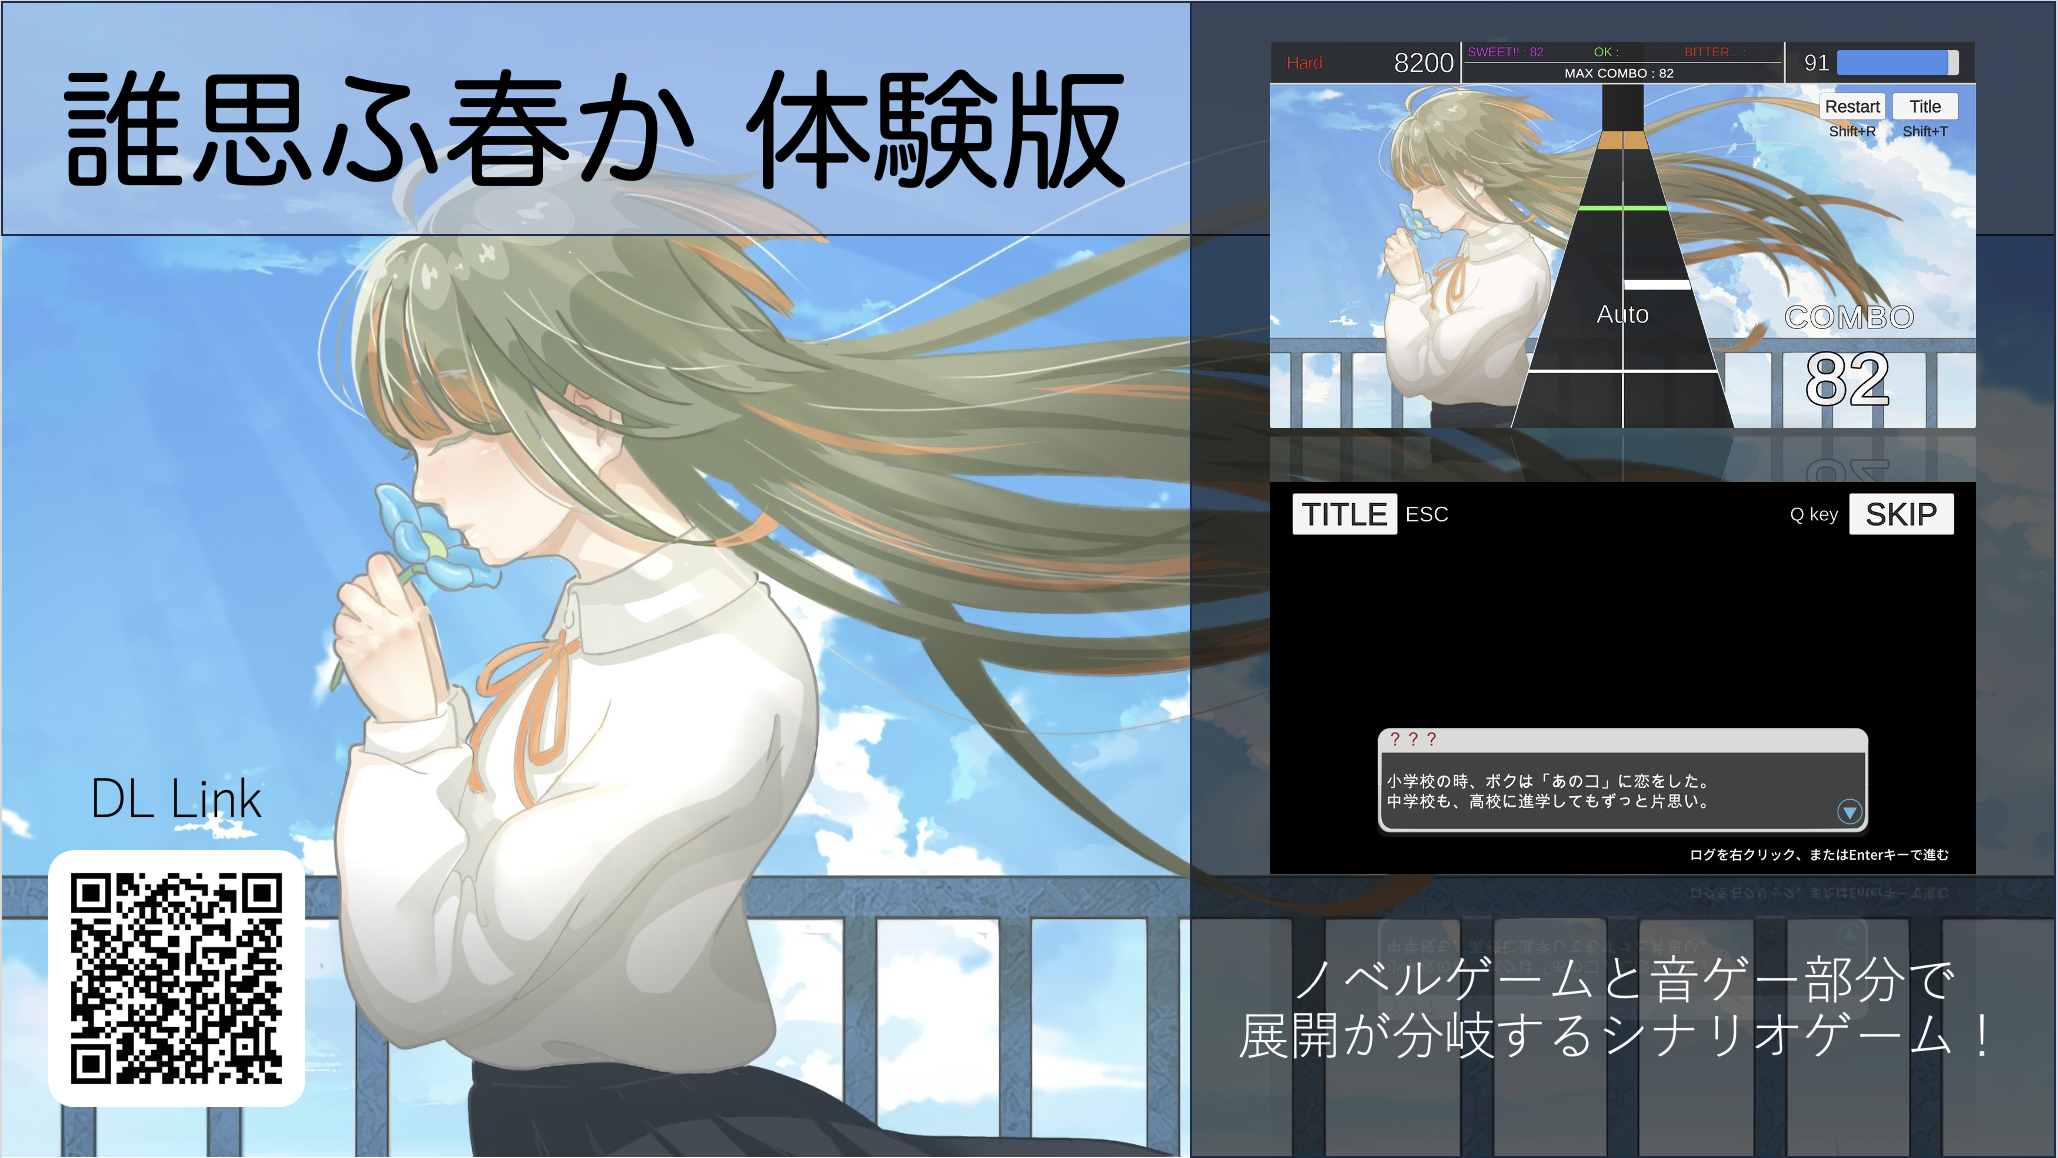 誰思ふ春か 体験版
DL Link
Hard
8200
SWEET!! : 82
OK :
BITTER... :
MAX COMBO : 82
91
Restart
Title
Shift+R
Shift+T
Auto
COMBO
82
TITLE
ESC
Q key
SKIP
？？？
小学校の時、ボクは「あのコ」に恋をした。
中学校も、高校に進学してもずっと片思い。
ログを右クリック、またはEnterキーで進む
ノベルゲームと音ゲー部分で
展開が分岐するシナリオゲーム！